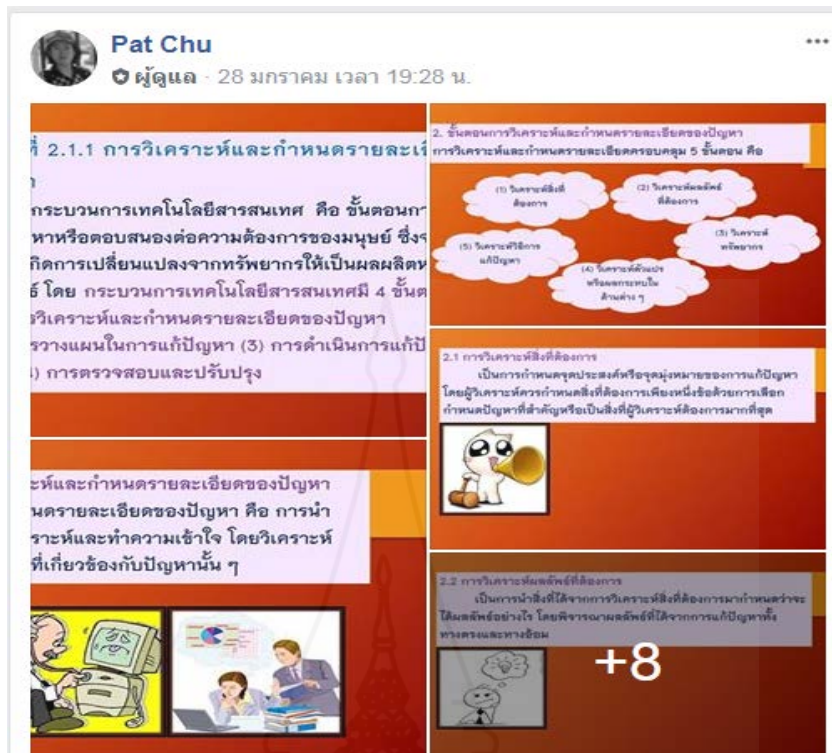 Pat Chu
ผู้ดูแล · 28 มกราคม เวลา 19:28 น.
ที่ 2.1.1 การวิเคราะห์และกำหนดรายละเอี
กระบวนการเทคโนโลยีสารสนเทศ คือ ขั้นตอนกา
หาหรือตอบสนองต่อความต้องการของมนุษย์ ซึ่งจ
กิดการเปลี่ยนแปลงจากทรัพยากรให้เป็นผลผลิตห
ธ์ โดย กระบวนการเทคโนโลยีสารสนเทศมี 4 ขั้นต
รวิเคราะห์และกำหนดรายละเอียดของปัญหา
รวางแผนในการแก้ปัญหา (3) การดำเนินการแก้ปั
) การตรวจสอบและปรับปรุง
2. ขั้นตอนการวิเคราะห์และกำหนดรายละเอียดของปัญหา
การวิเคราะห์และกำหนดรายละเอียดครอบคลุม 5 ขั้นตอน คือ
(1) วิเคราะห์สิ่งที่
ต้องการ
(2) วิเคราะห์ผลลัพธ์
ที่ต้องการ
(3) วิเคราะห์
ทรัพยากร
(4) วิเคราะห์ตัวแปร
หรือผลกระทบใน
ด้านต่าง ๆ
(5) วิเคราะห์วิธีการ
แก้ปัญหา
2.1 การวิเคราะห์สิ่งที่ต้องการ
เป็นการกำหนดจุดประสงค์หรือจุดมุ่งหมายของการแก้ปัญหา
โดยผู้วิเคราะห์ควรกำหนดสิ่งที่ต้องการเพียงหนึ่งข้อด้วยการเลือก
กำหนดปัญหาที่สำคัญหรือเป็นสิ่งที่ผู้วิเคราะห์ต้องการมากที่สุด
ะห์และกำหนดรายละเอียดของปัญหา
นดรายละเอียดของปัญหา คือ การนำ
ราะห์และทำความเข้าใจ โดยวิเคราะห์
ที่เกี่ยวข้องกับปัญหานั้น ๆ
2.2 การวิเคราะห์ผลลัพธ์ที่ต้องการ
เป็นการนำสิ่งที่ได้จากการวิเคราะห์สิ่งที่ต้องการมากำหนดว่าจะ
ได้ผลลัพธ์อย่างไร โดยพิจารณาผลลัพธ์ที่ได้จากการแก้ปัญหาทั้ง
ทางตรงและทางอ้อม
+8